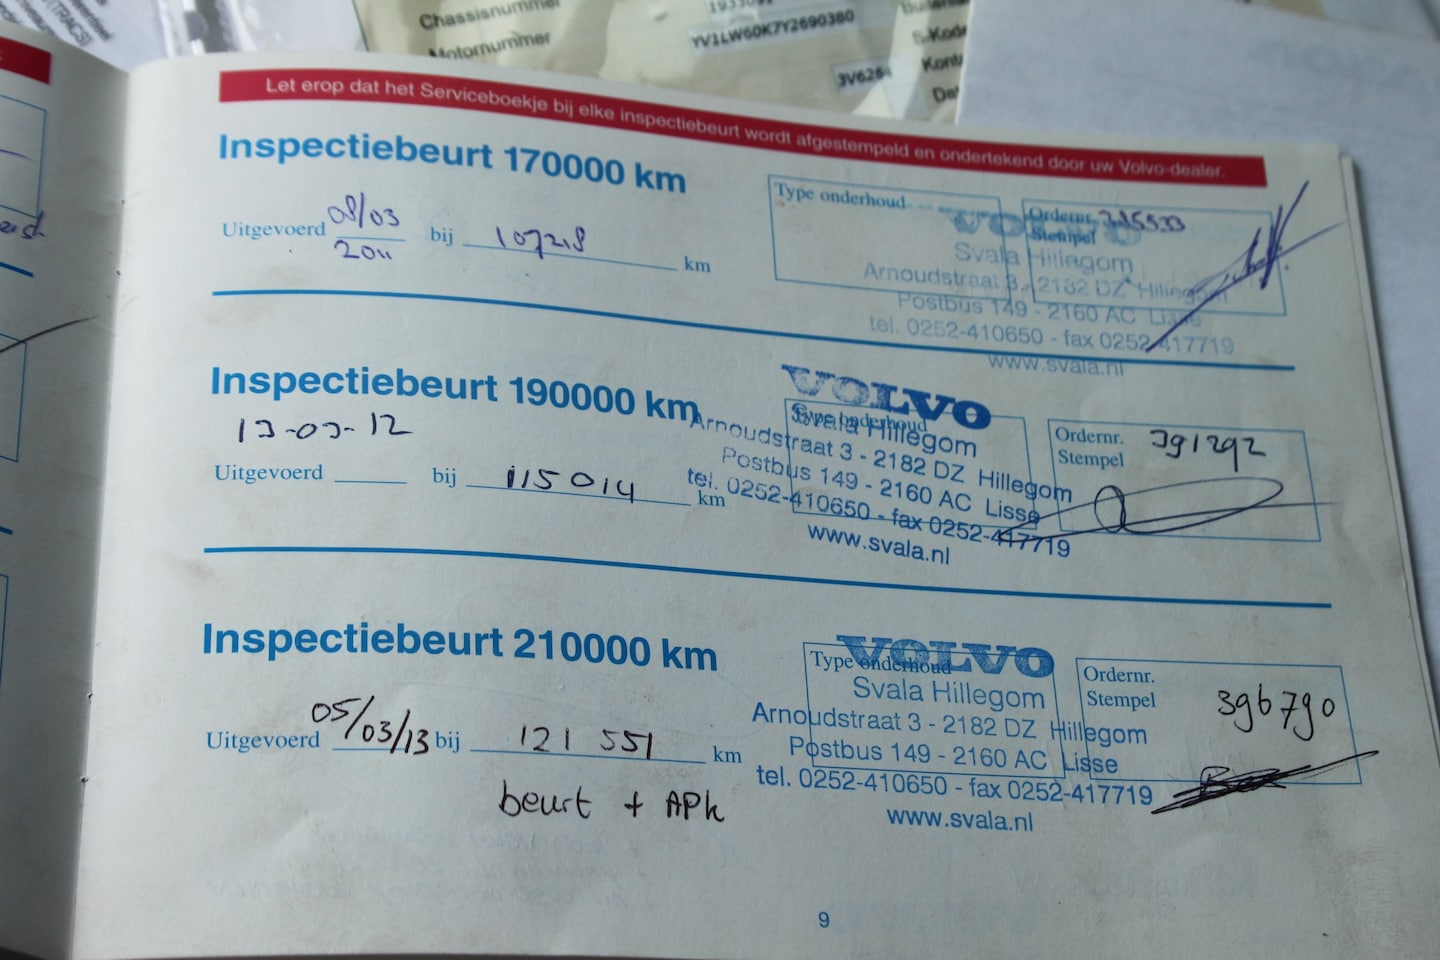 (TRACS)
Chassisnummer
YV1LW60K7Y2690380
Motornummer
Let erop dat het Serviceboekje bij elke inspectiebeurt wordt afgestempeld en ondertekend door uw Volvo-dealer.
Inspectiebeurt 170000 km
Uitgevoerd 08/03 2011 bij 107218 km
Type onderhoud
Ordernr.
Stempel
VOLVO
Svala Hillegom
Arnoudstraat 3 - 2182 DZ Hillegom
Postbus 149 - 2160 AC Lisse
tel. 0252-410650 - fax 0252-417719
www.svala.nl
Inspectiebeurt 190000 km
13-03-12
Uitgevoerd bij 115014 km
Type onderhoud
Ordernr. 391292
Stempel
VOLVO
Svala Hillegom
Arnoudstraat 3 - 2182 DZ Hillegom
Postbus 149 - 2160 AC Lisse
tel. 0252-410650 - fax 0252-417719
www.svala.nl
Inspectiebeurt 210000 km
Uitgevoerd 05/03/13 bij 121 551 km
beurt + APK
Type onderhoud
Ordernr.
Stempel 396790
VOLVO
Svala Hillegom
Arnoudstraat 3 - 2182 DZ Hillegom
Postbus 149 - 2160 AC Lisse
tel. 0252-410650 - fax 0252-417719
www.svala.nl
9